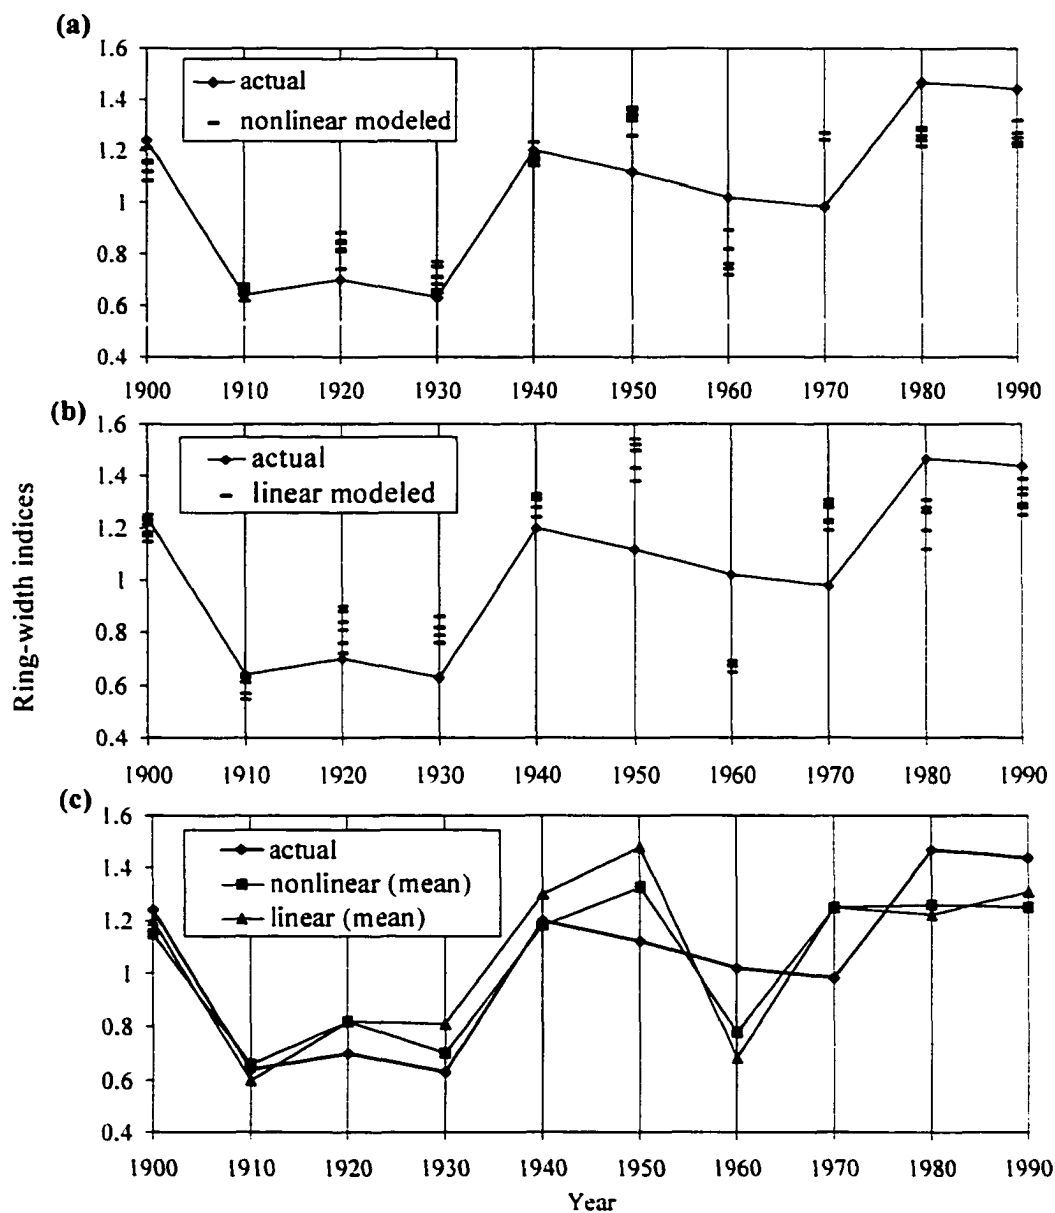 (a)
1.6
1.4
1.2
1
0.8
0.6
0.4
actual
nonlinear modeled
1900 1910 1920 1930 1940 1950 1960 1970 1980 1990
(b)
1.6
1.4
1.2
1
0.8
0.6
0.4
actual
linear modeled
Ring-width indices
1900 1910 1920 1930 1940 1950 1960 1970 1980 1990
(c)
1.6
1.4
1.2
1
0.8
0.6
0.4
actual
nonlinear (mean)
linear (mean)
1900 1910 1920 1930 1940 1950 1960 1970 1980 1990
Year